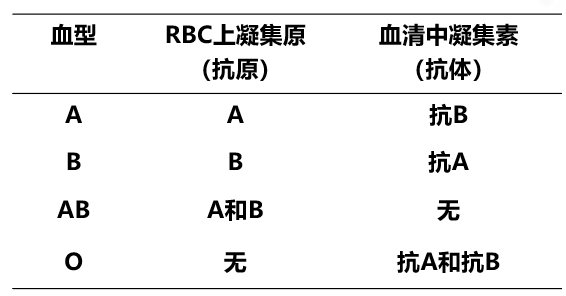 血型 RBC上凝集原 血清中凝集素
（抗原） （抗体）
A A 抗B
B B 抗A
AB A和B 无
O 无 抗A和抗B